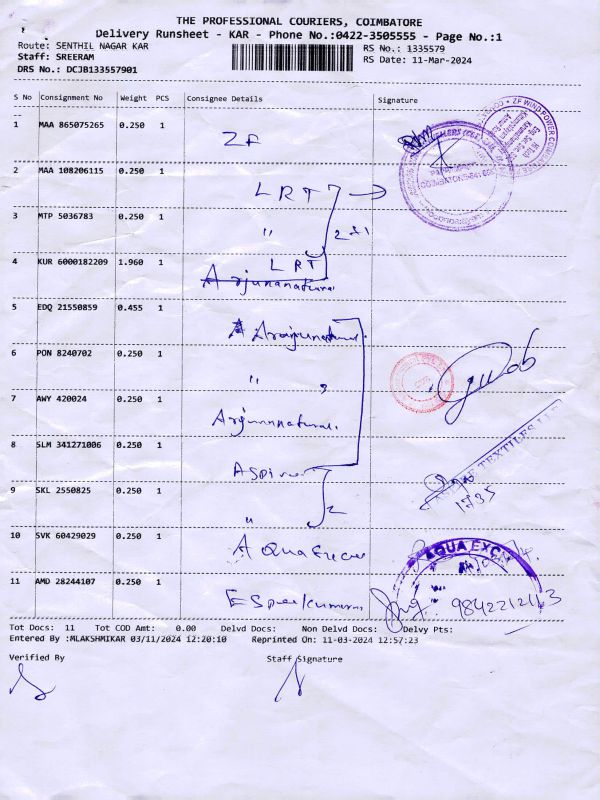 THE PROFESSIONAL COURIERS, COIMBATORE
Delivery Runsheet - KAR - Phone No.:0422-3505555 - Page No.:1
Route: SENTHIL NAGAR KAR
RS No.: 1335579
Staff: SREERAM
RS Date: 11-Mar-2024
DRS No.: DCJB133557901
S No Consignment No Weight PCS Consignee Details Signature
--
1 MAA 865075265 0.250 1 ZF
2 MAA 108206115 0.250 1 LRT
3 MTP 5036783 0.250 1 "
4 KUR 6000182209 1.960 1 LRT
Arjunanatural
5 EDQ 21550859 0.455 1
6 PON 8240702 0.250 1 "
7 AWY 420024 0.250 1 Arjunanatural
8 SLM 341271006 0.250 1
9 SKL 2550825 0.250 1 " 2
1735
10 SVK 60429029 0.250 1
AQUA EXCEL
11 AMD 28244107 0.250 1
Tot Docs: 11 Tot COD Amt: 0.00 Delvd Docs: Non Delvd Docs: Delvy Pts:
Entered By :MLAKSHMIKAR 03/11/2024 12:20:10 Reprinted On: 11-03-2024 12:57:23
Verified By Staff Signature